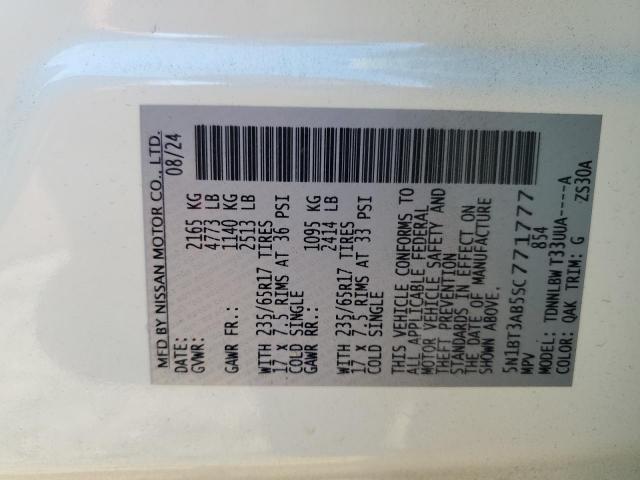 MFD BY NISSAN MOTOR CO., LTD.
DATE: 08/24
GVWR: 2165 KG
4773 LB
GAWR FR.: 1140 KG
2513 LB
WITH 235/65R17 TIRES
17 X 7.5 RIMS AT 36 PSI
COLD SINGLE
GAWR RR.: 1095 KG
2414 LB
WITH 235/65R17 TIRES
17 X 7.5 RIMS AT 33 PSI
COLD SINGLE
THIS VEHICLE CONFORMS TO
ALL APPLICABLE FEDERAL
MOTOR VEHICLE SAFETY AND
THEFT PREVENTION
STANDARDS IN EFFECT ON
THE DATE OF MANUFACTURE
SHOWN ABOVE.
5N1BT3AB5SC771777
MPV 854
MODEL: TDNNLBW T33UUA----A
COLOR: QAK TRIM: G ZS30A